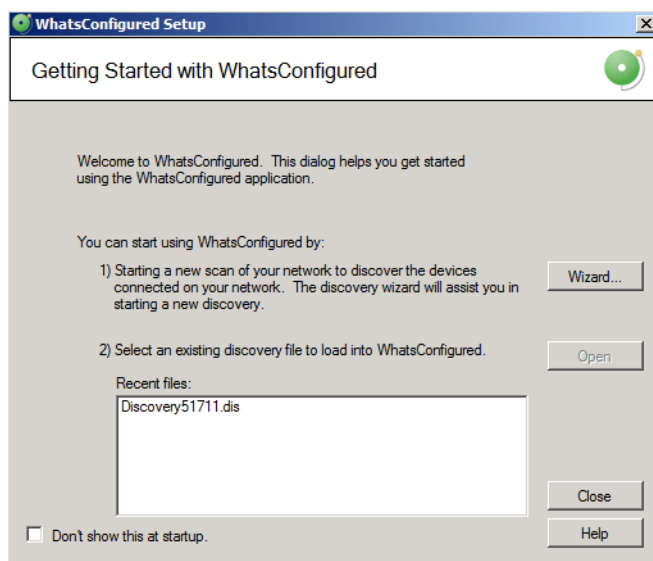 WhatsConfigured Setup
Getting Started with WhatsConfigured
Welcome to WhatsConfigured. This dialog helps you get started
using the WhatsConfigured application.
You can start using WhatsConfigured by:
1) Starting a new scan of your network to discover the devices
connected on your network. The discovery wizard will assist you in
starting a new discovery.
Wizard...
2) Select an existing discovery file to load into WhatsConfigured.
Open
Recent files:
Discovery51711.dis
Close
Don't show this at startup.
Help